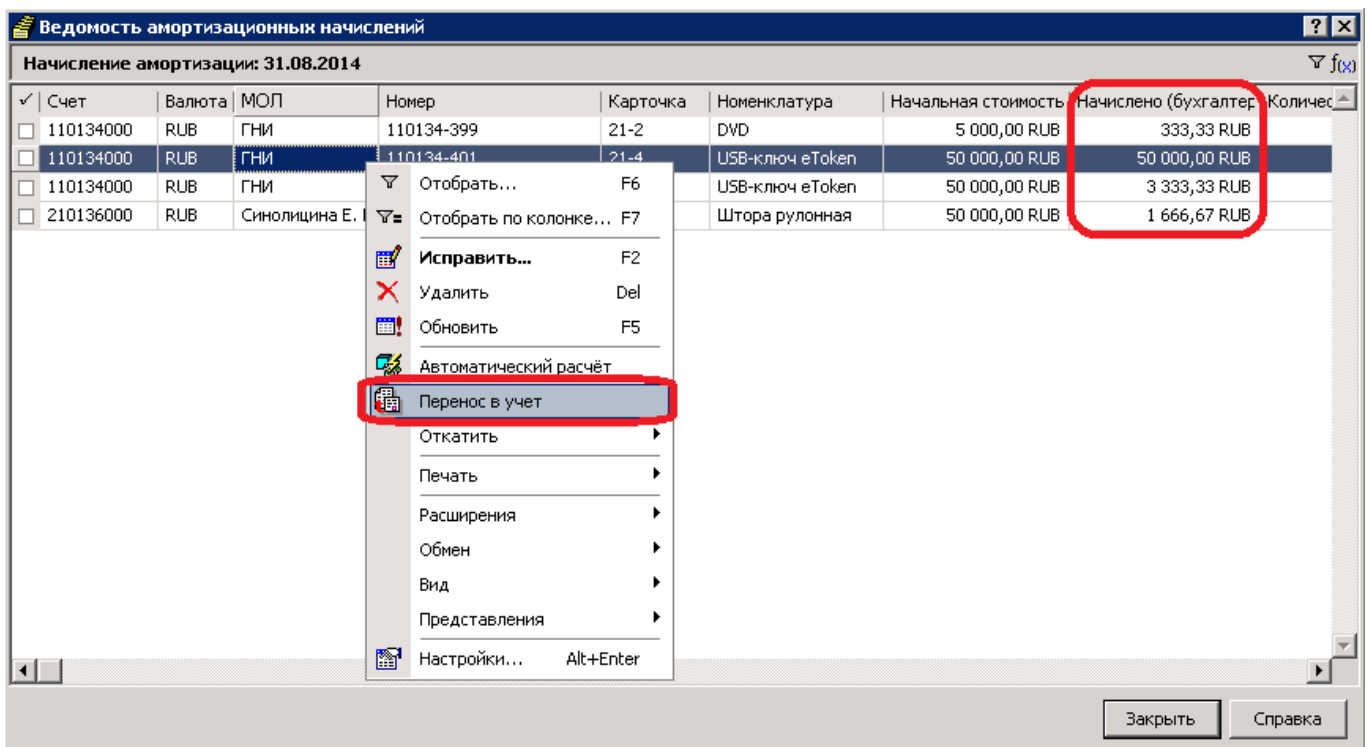 Ведомость амортизационных начислений
Начисление амортизации: 31.08.2014
f(x)
Счет Валюта МОЛ Номер Карточка Номенклатура Начальная стоимость Начислено (бухгалтер Количес
110134000 RUB ГНИ 110134-399 21-2 DVD 5 000,00 RUB 333,33 RUB
110134000 RUB ГНИ 110134-401 21-4 USB-ключ eToken 50 000,00 RUB 50 000,00 RUB
110134000 RUB ГНИ USB-ключ eToken 50 000,00 RUB 3 333,33 RUB
210136000 RUB Синолицина Е. Штора рулонная 50 000,00 RUB 1 666,67 RUB
Отобрать... F6
Отобрать по колонке... F7
Исправить... F2
Удалить Del
Обновить F5
Автоматический расчёт
Перенос в учет
Откатить
Печать
Расширения
Обмен
Вид
Представления
Настройки... Alt+Enter
Закрыть Справка